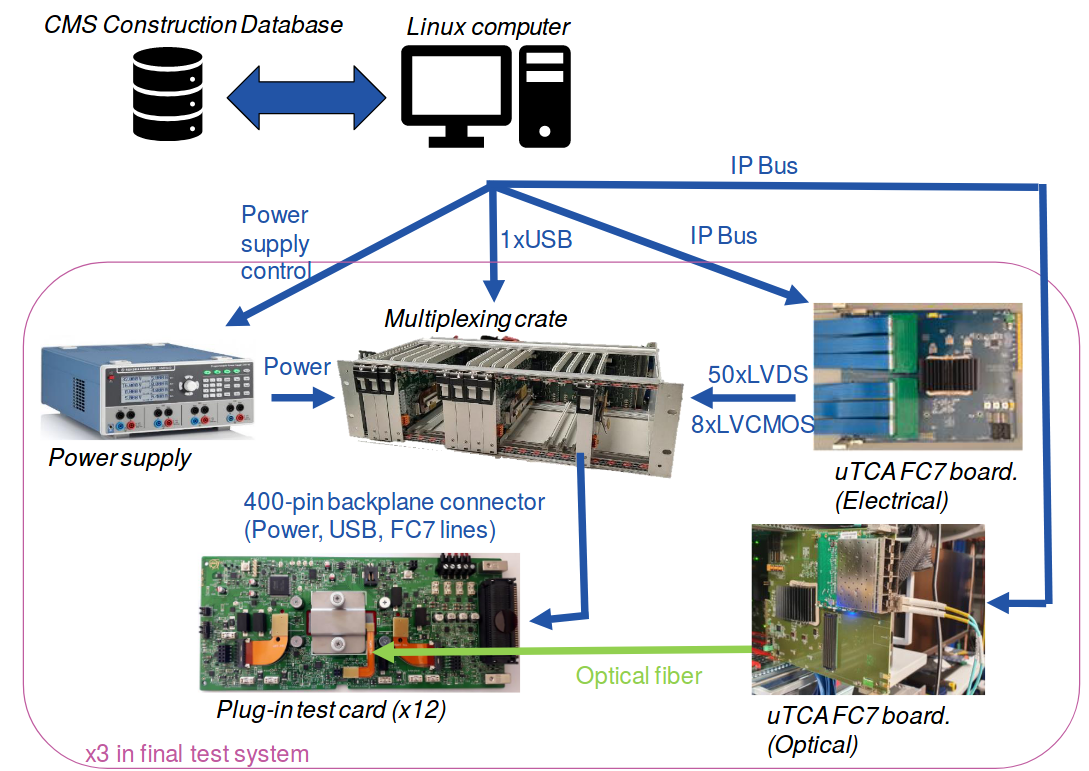 CMS Construction Database
Linux computer
IP Bus
Power
supply
control
1xUSB
IP Bus
Multiplexing crate
Power
50xLVDS
8xLVCMOS
Power supply
uTCA FC7 board.
(Electrical)
400-pin backplane connector
(Power, USB, FC7 lines)
Optical fiber
Plug-in test card (x12)
uTCA FC7 board.
(Optical)
x3 in final test system